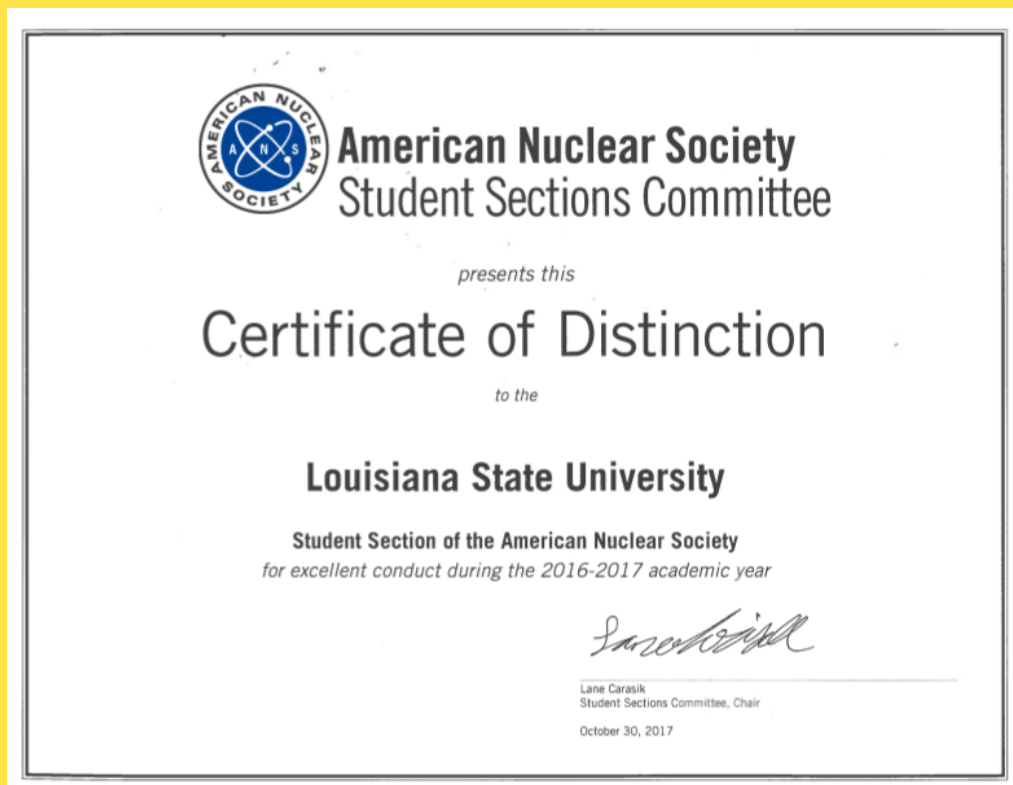 AMERICAN NUCLEAR SOCIETY
A N S
American Nuclear Society
Student Sections Committee
presents this
Certificate of Distinction
to the
Louisiana State University
Student Section of the American Nuclear Society
for excellent conduct during the 2016-2017 academic year
Lane Carasik
Student Sections Committee, Chair
October 30, 2017